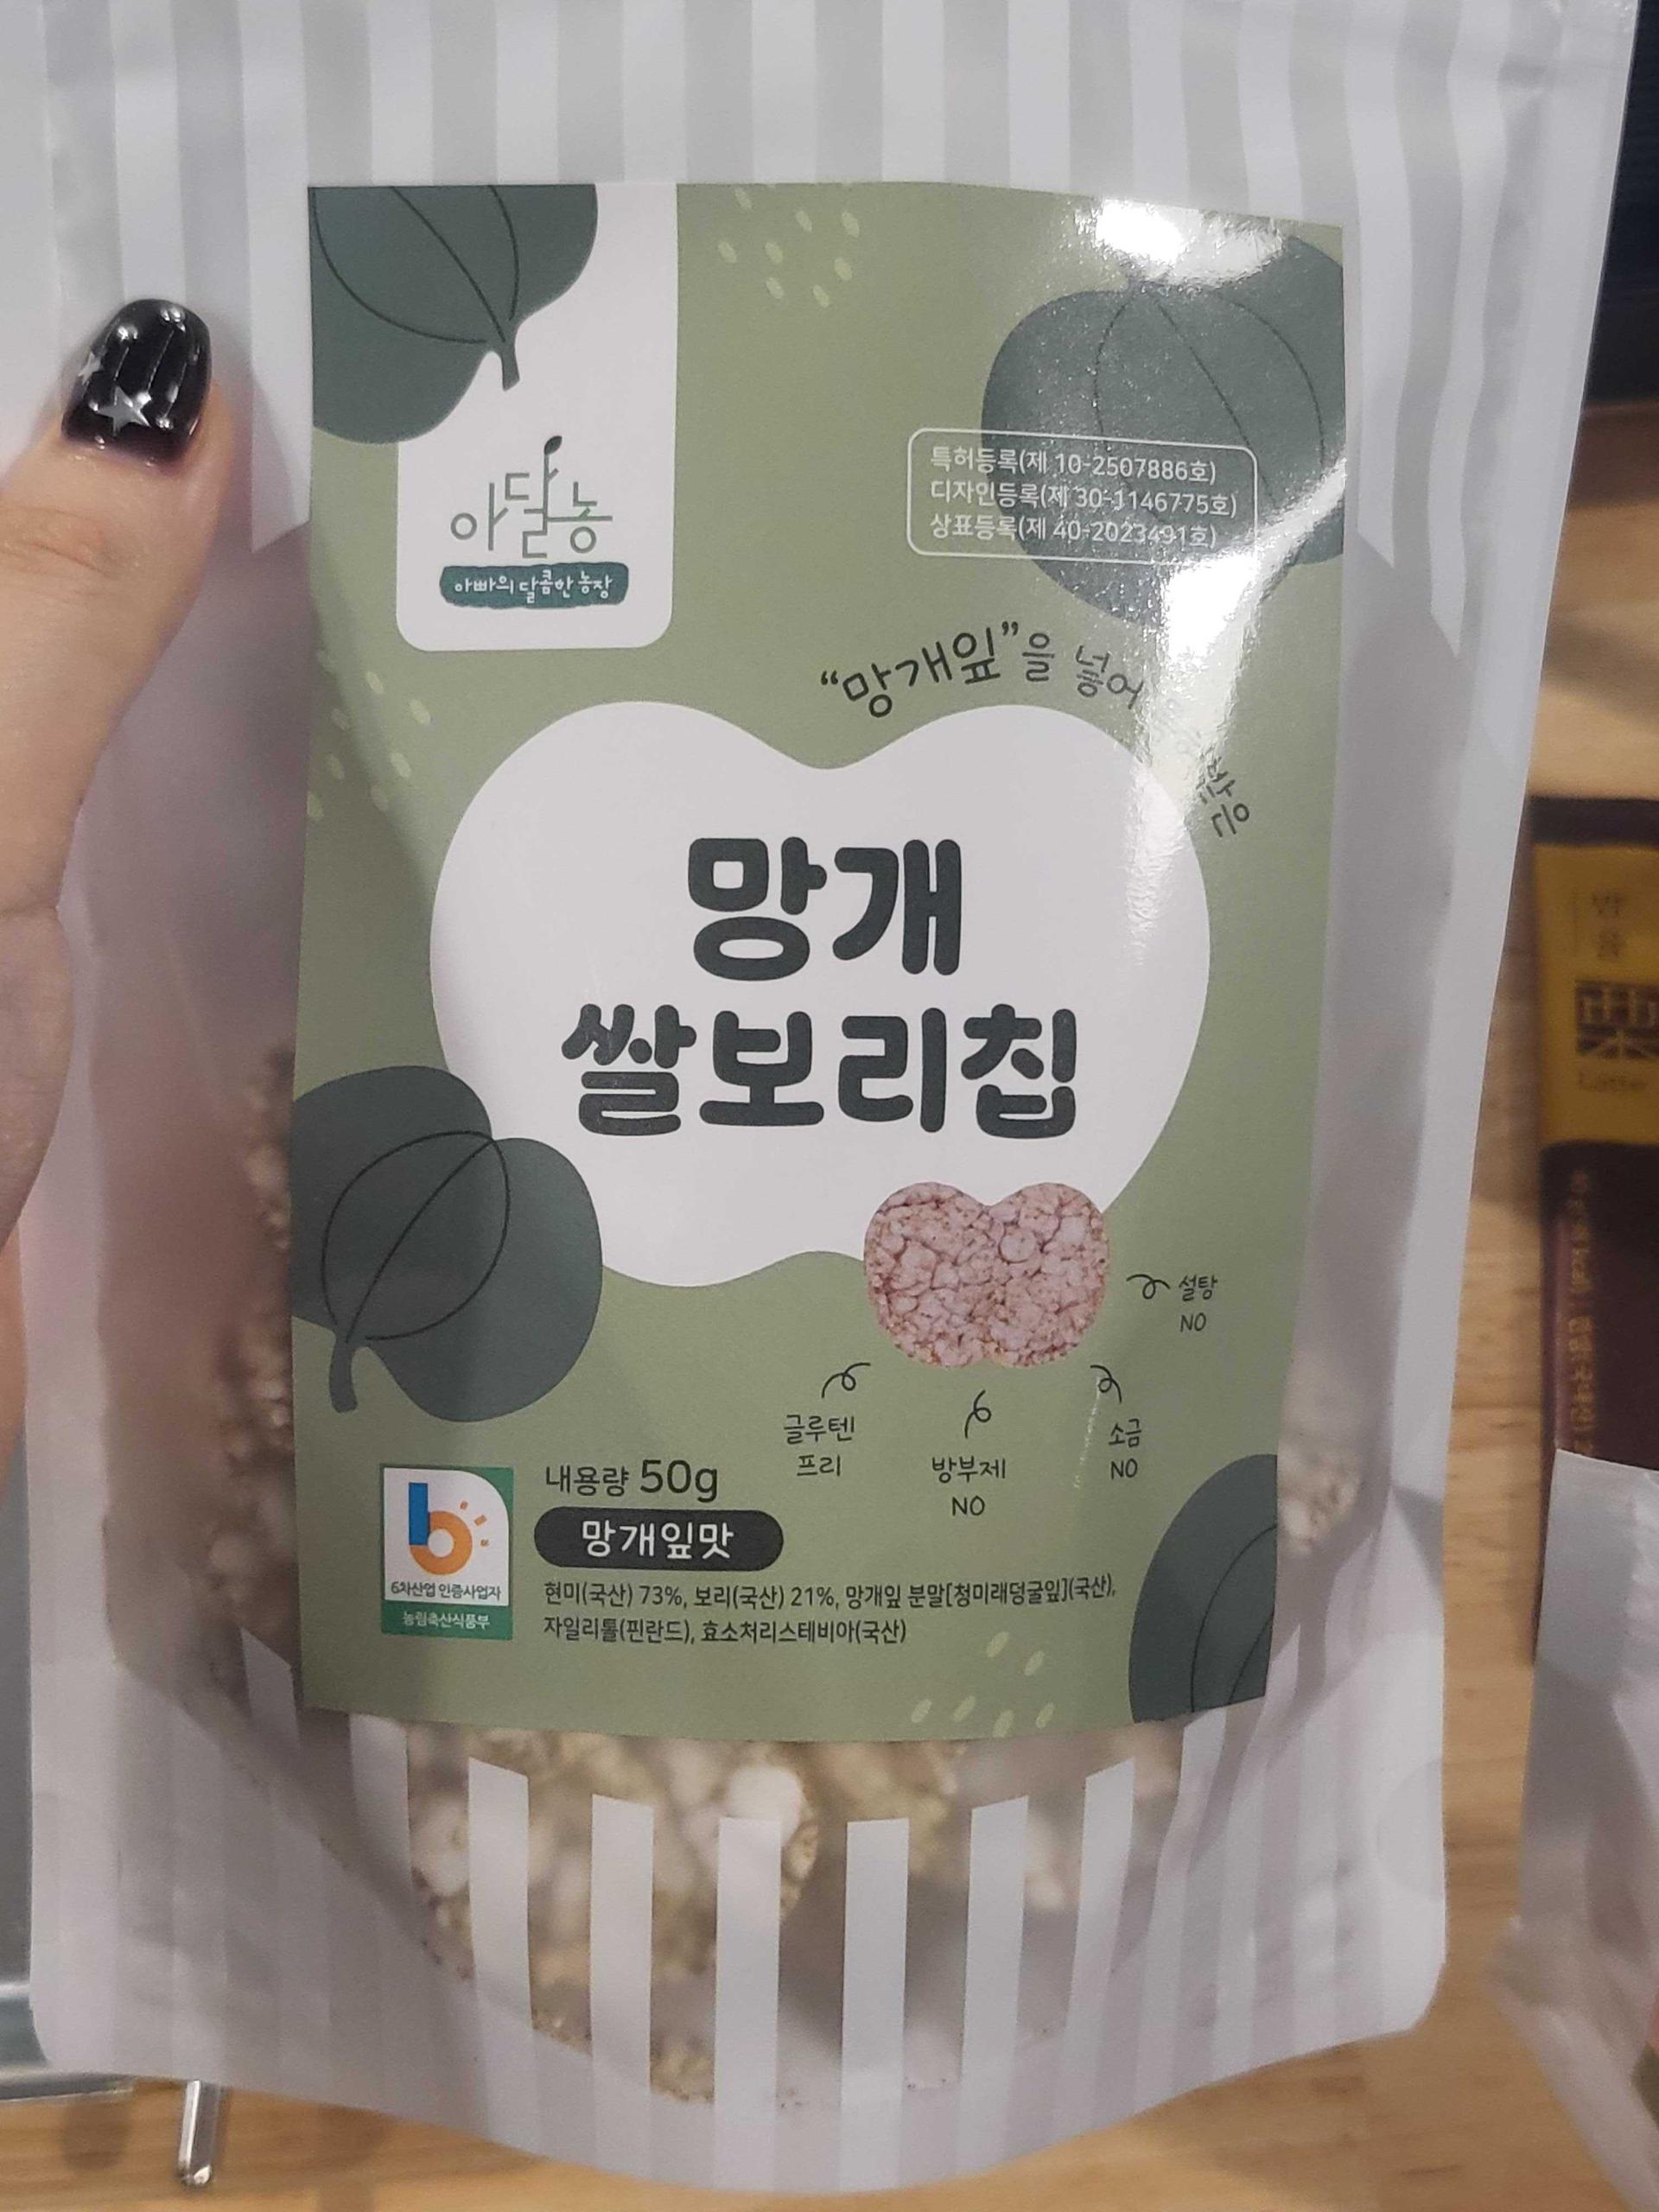 아달농
아빠의 달콤한 농장
특허등록(제 10-2507886호)
디자인등록(제 30-1146775호)
상표등록(제 40-2023491호)
“망개잎”을 넣어
망개
쌀보리칩
설탕
NO
글루텐
프리
방부제
NO
소금
NO
내용량 50g
망개잎맛
현미(국산) 73%, 보리(국산) 21%, 망개잎 분말[청미래덩굴잎](국산),
자일리톨(핀란드), 효소처리스테비아(국산)
6차산업 인증사업자
농림축산식품부